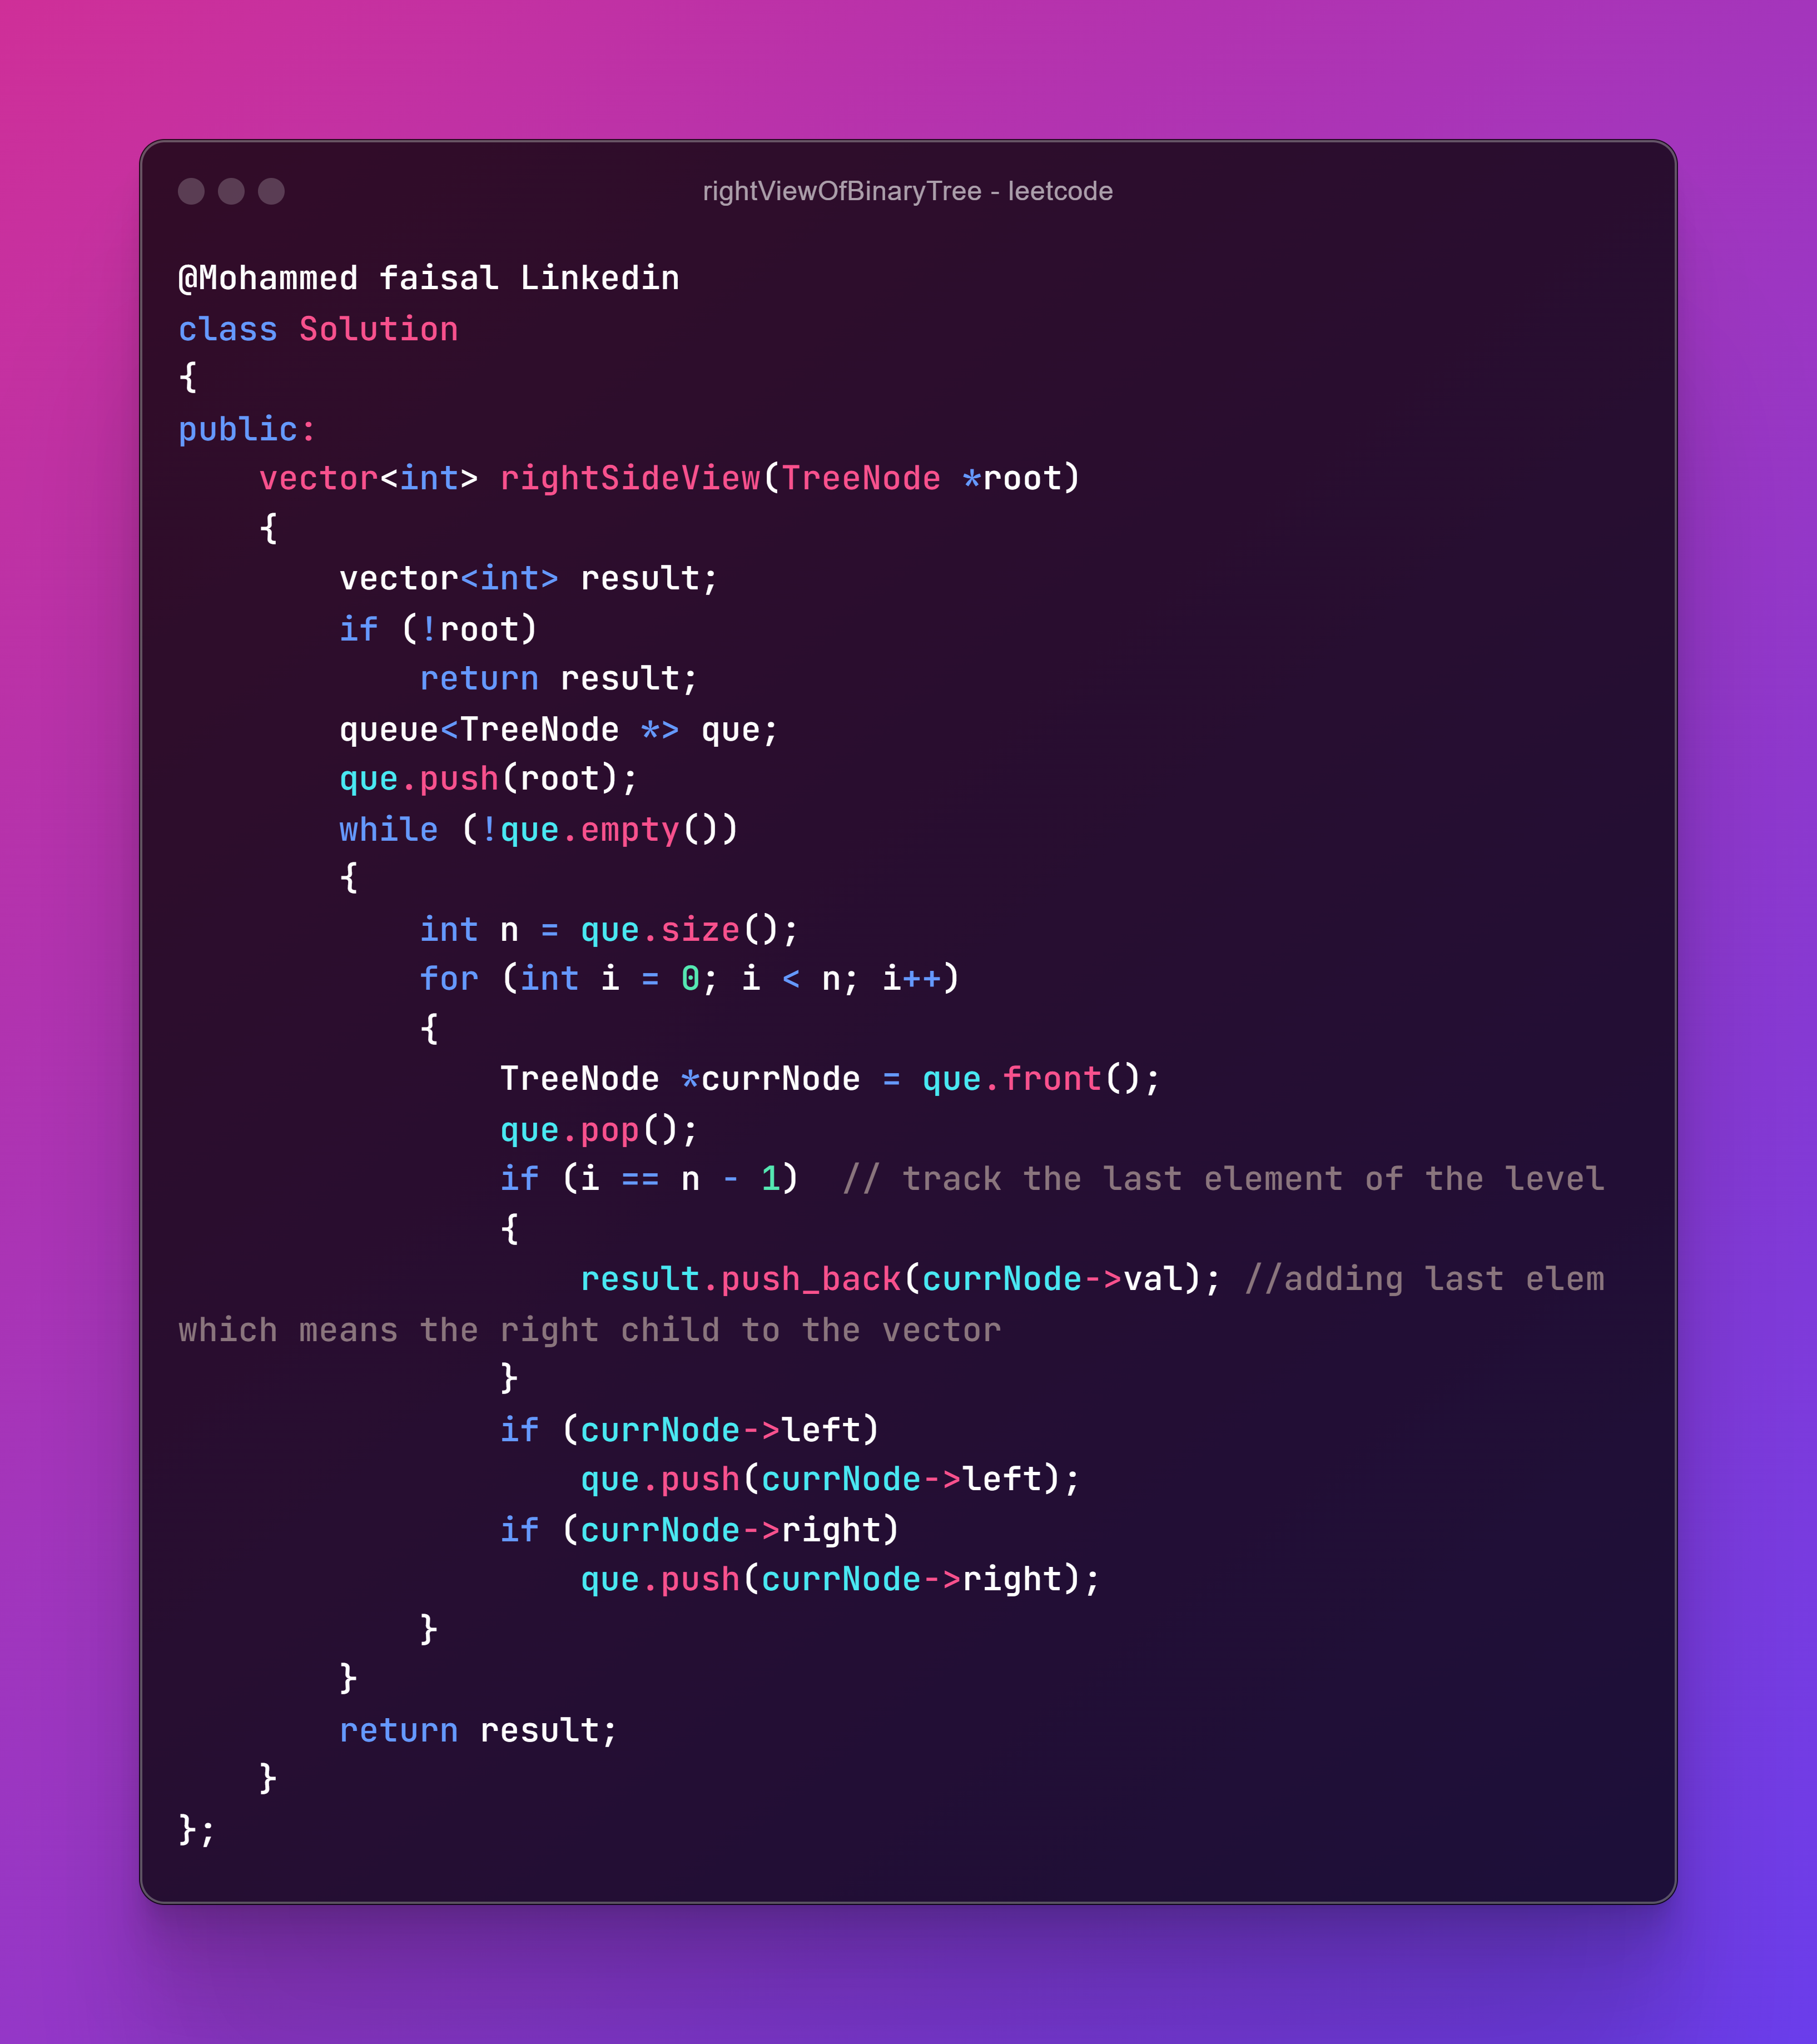 rightViewOfBinaryTree - leetcode
@Mohammed faisal Linkedin
class Solution
{
public:
    vector<int> rightSideView(TreeNode *root)
    {
        vector<int> result;
        if (!root)
            return result;
        queue<TreeNode *> que;
        que.push(root);
        while (!que.empty())
        {
            int n = que.size();
            for (int i = 0; i < n; i++)
            {
                TreeNode *currNode = que.front();
                que.pop();
                if (i == n - 1)  // track the last element of the level
                {
                    result.push_back(currNode->val); //adding last elem
which means the right child to the vector
                }
                if (currNode->left)
                    que.push(currNode->left);
                if (currNode->right)
                    que.push(currNode->right);
            }
        }
        return result;
    }
};